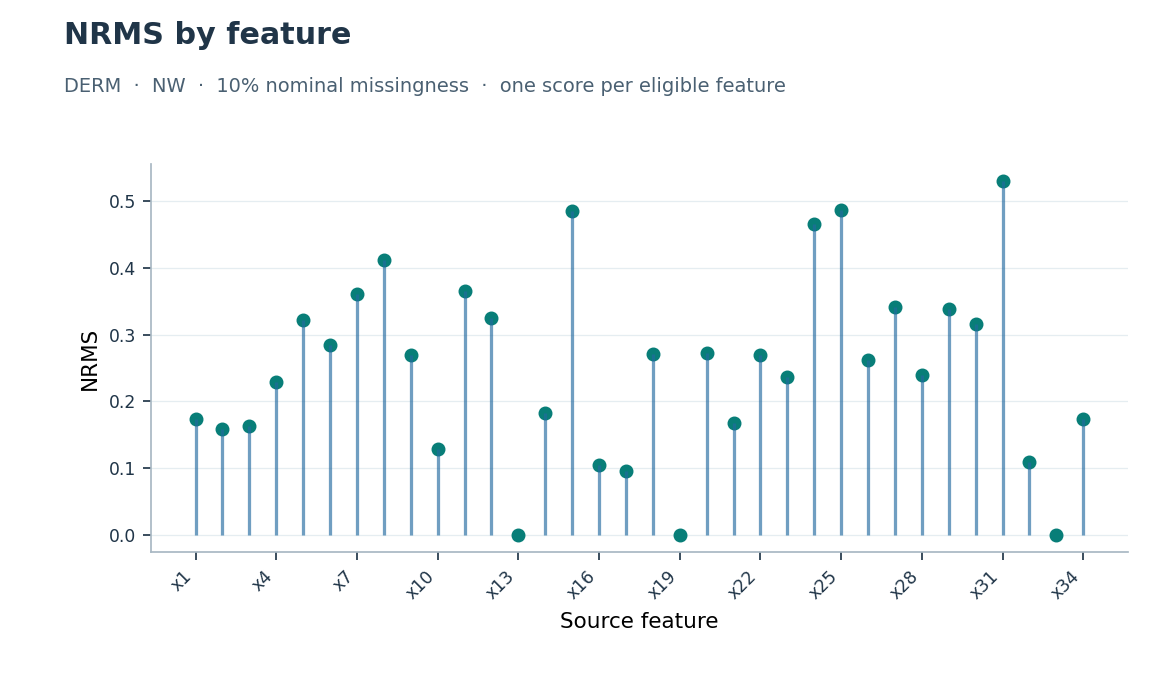 NRMS by feature
DERM · NW · 10% nominal missingness · one score per eligible feature
NRMS
0.5
0.4
0.3
0.2
0.1
0.0
x1 x4 x7 x10 x13 x16 x19 x22 x25 x28 x31 x34
Source feature